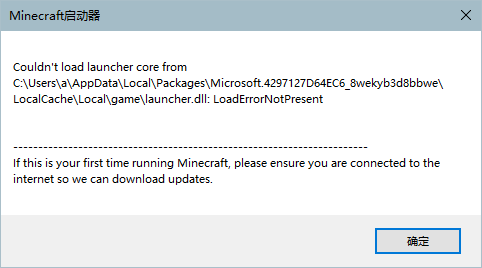 Minecraft启动器
Couldn't load launcher core from
C:\Users\a\AppData\Local\Packages\Microsoft.4297127D64EC6_8wekyb3d8bbwe\
LocalCache\Local\game\launcher.dll: LoadErrorNotPresent
-----------------------------------------------------------------------
If this is your first time running Minecraft, please ensure you are connected to the
internet so we can download updates.
确定